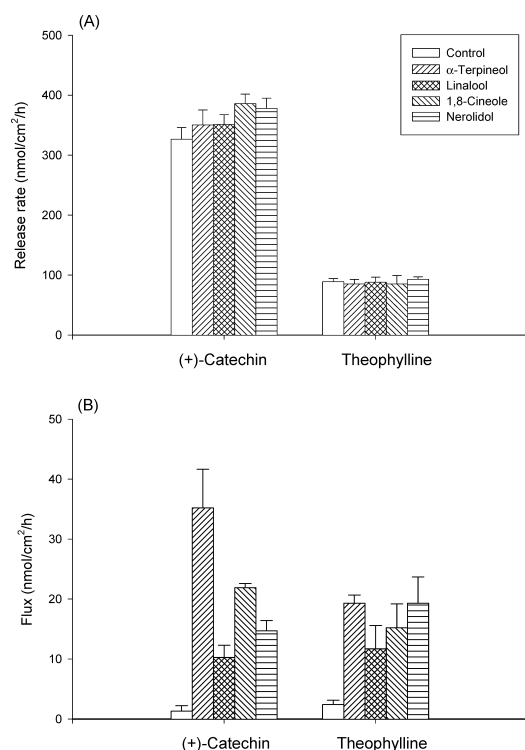 (A)
500
400
300
200
100
0
Release rate (nmol/cm²/h)
Control
α-Terpineol
Linalool
1,8-Cineole
Nerolidol
(+)-Catechin Theophylline
(B)
50
40
30
20
10
0
Flux (nmol/cm²/h)
(+)-Catechin Theophylline